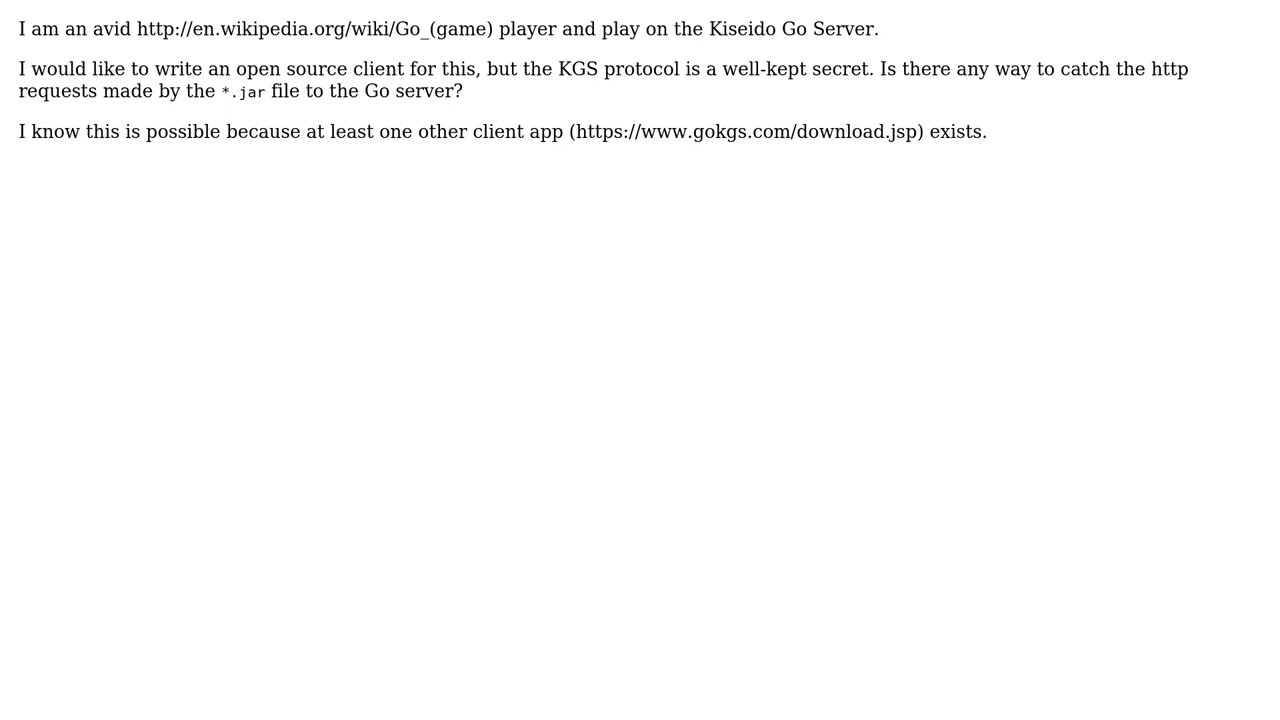 I am an avid http://en.wikipedia.org/wiki/Go_(game) player and play on the Kiseido Go Server.
I would like to write an open source client for this, but the KGS protocol is a well-kept secret. Is there any way to catch the http
requests made by the *.jar file to the Go server?
I know this is possible because at least one other client app (https://www.gokgs.com/download.jsp) exists.